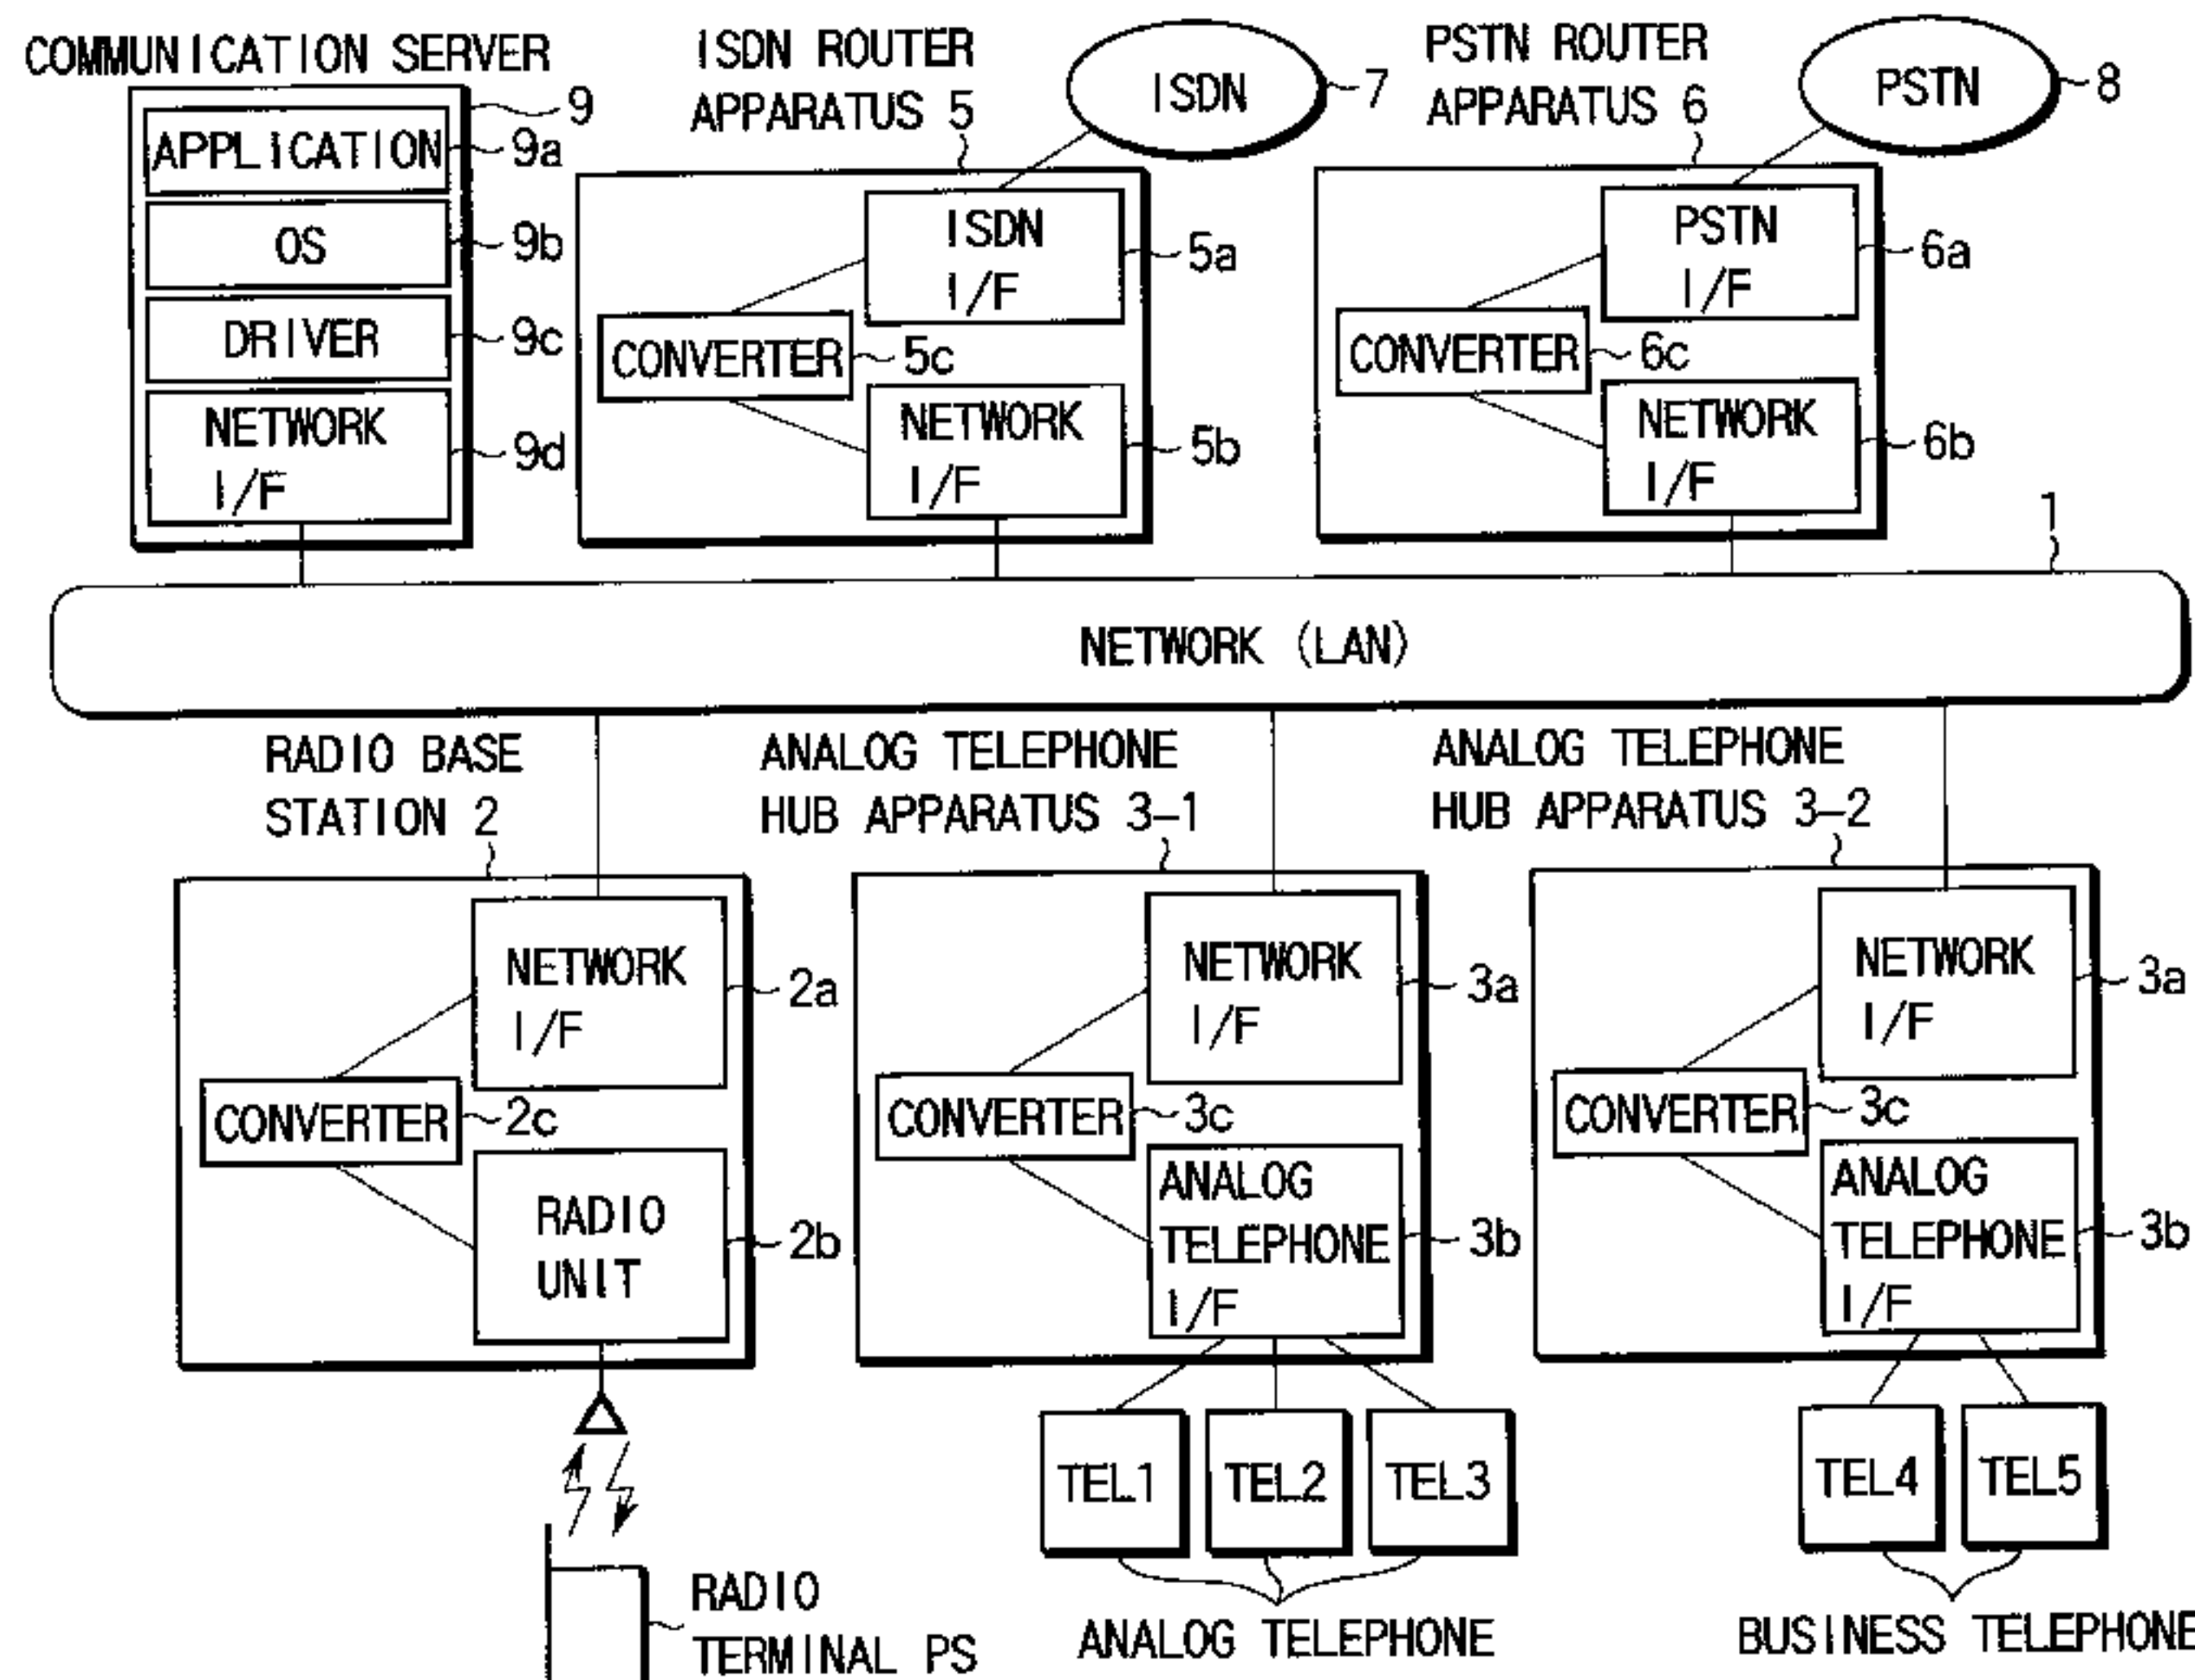 COMMUNICATION SERVER
9
APPLICATION
9a
OS
9b
DRIVER
9c
NETWORK
I/F
9d
ISDN ROUTER
APPARATUS 5
ISDN
7
ISDN
I/F
5a
CONVERTER
5c
NETWORK
I/F
5b
PSTN ROUTER
APPARATUS 6
PSTN
8
PSTN
I/F
6a
CONVERTER
6c
NETWORK
I/F
6b
1
NETWORK (LAN)
RADIO BASE
STATION 2
NETWORK
I/F
2a
CONVERTER
2c
RADIO
UNIT
2b
RADIO
TERMINAL PS
ANALOG TELEPHONE
HUB APPARATUS 3-1
NETWORK
I/F
3a
CONVERTER
3c
ANALOG
TELEPHONE
I/F
3b
TEL1
TEL2
TEL3
ANALOG TELEPHONE
ANALOG TELEPHONE
HUB APPARATUS 3-2
NETWORK
I/F
3a
CONVERTER
3c
ANALOG
TELEPHONE
I/F
3b
TEL4
TEL5
BUSINESS TELEPHONE